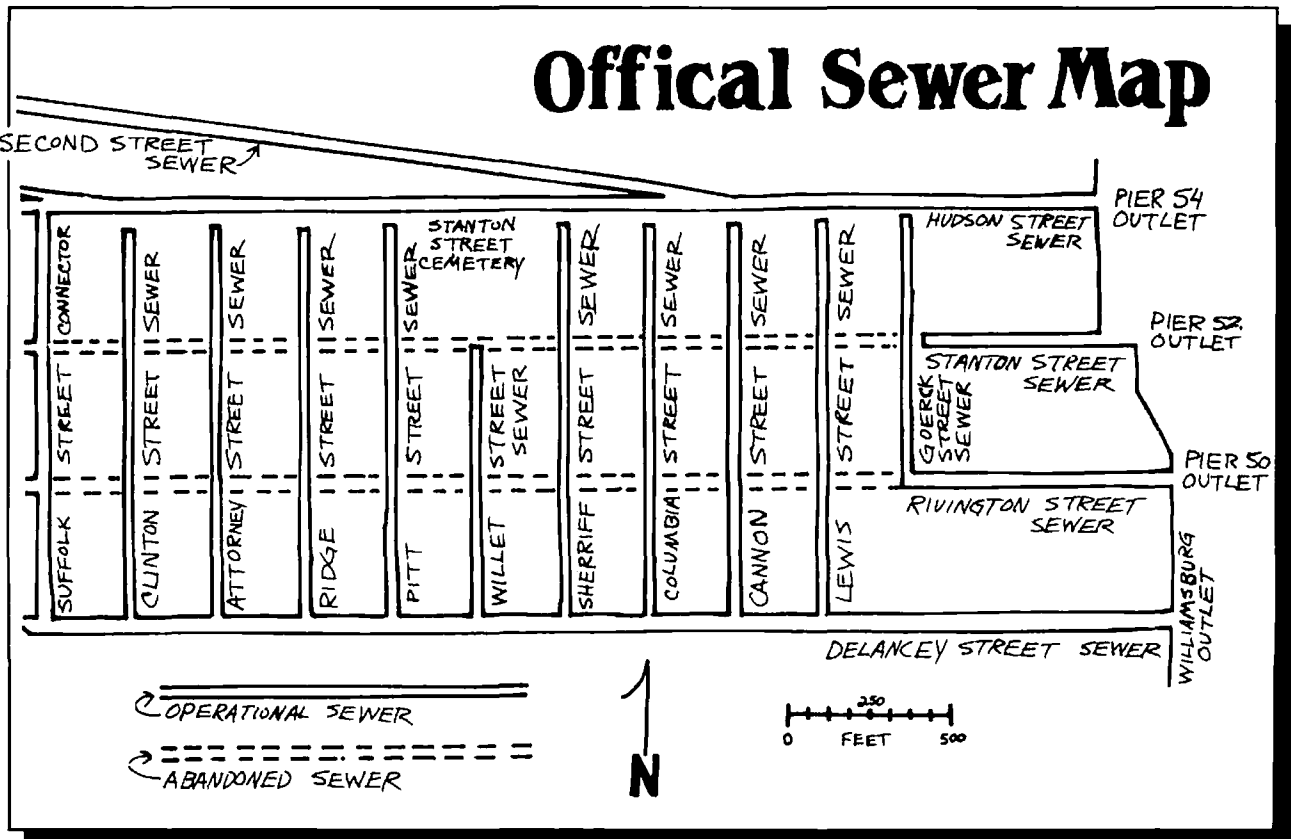 Offical Sewer Map
SECOND STREET
SEWER
PIER 54
OUTLET
HUDSON STREET
SEWER
STANTON
STREET
CEMETERY
PIER 52
OUTLET
STANTON STREET
SEWER
GOERCK
STREET
SEWER
PIER 50
OUTLET
RIVINGTON STREET
SEWER
SUFFOLK STREET CONNECTOR
CLINTON STREET SEWER
ATTORNEY STREET SEWER
RIDGE STREET SEWER
PITT STREET SEWER
WILLET STREET
SEWER
SHERRIFF STREET SEWER
COLUMBIA STREET SEWER
CANNON STREET SEWER
LEWIS STREET SEWER
WILLIAMSBURG
OUTLET
DELANCEY STREET SEWER
OPERATIONAL SEWER
ABANDONED SEWER
N
250
0 FEET 500